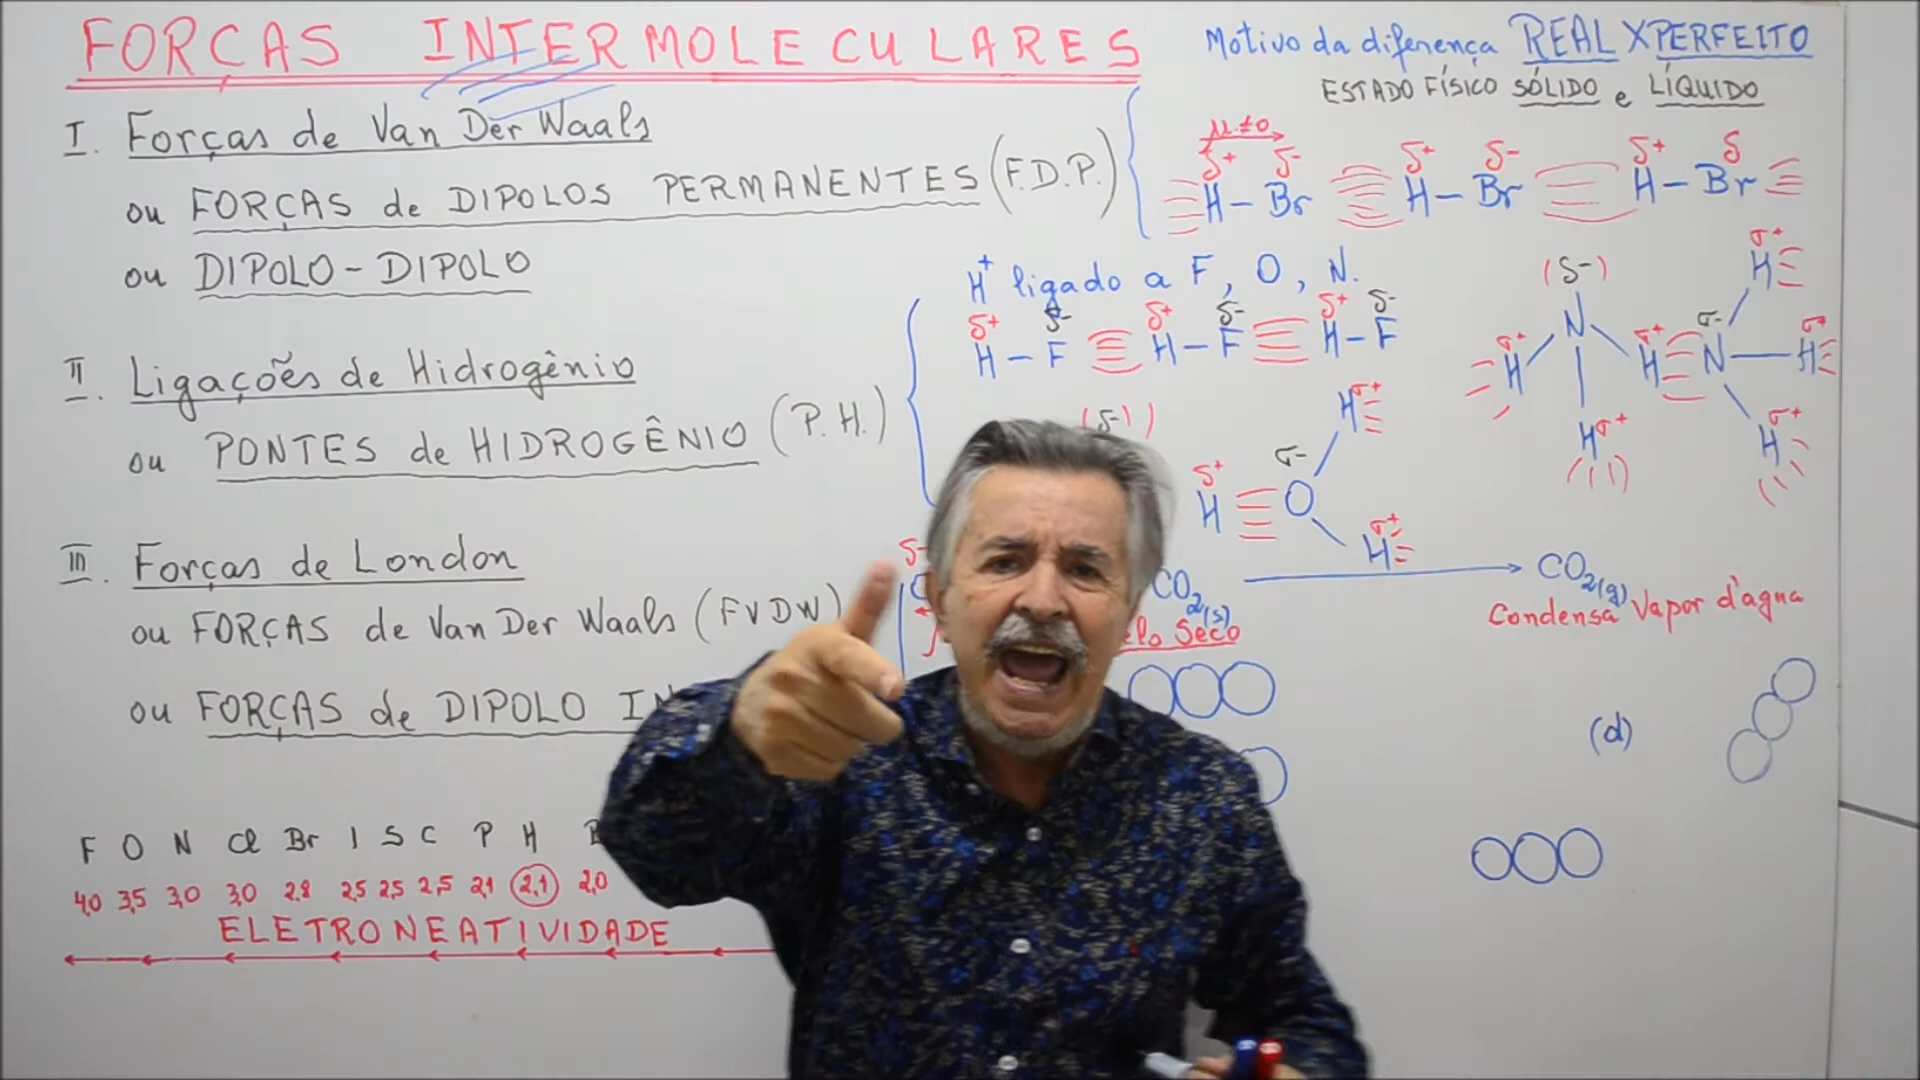 FORÇAS INTERMOLECULARES
Motivo da diferença REAL X PERFEITO
ESTADO FÍSICO SÓLIDO e LÍQUIDO
I. Forças de Van Der Waals
ou FORÇAS de DIPOLOS PERMANENTES (F.D.P.)
ou DIPOLO-DIPOLO
μ≠0
δ+ δ- δ+ δ- δ+ δ
H-Br H-Br H-Br
II. Ligações de Hidrogênio
ou PONTES de HIDROGÊNIO (P.H.)
H+ ligado a F, O, N.
δ+ δ- δ+ δ- δ+ δ-
H-F H-F H-F
(δ-)
δ+ H
σ- O
H σ+
H σ+
(δ-)
N
σ+ H
H σ+
H σ+
σ- N
σ+ H
H σ+
H σ+
III. Forças de London
ou FORÇAS de Van Der Waals (FVDW)
ou FORÇAS de DIPOLO
δ-
CO2(s) → CO2(g)
Seco
Condensa Vapor d'agua
(d)
F O N Cl Br I S C P H
4,0 3,5 3,0 3,0 2,8 2,5 2,5 2,5 2,1 2,1 2,0
ELETRONEATIVIDADE